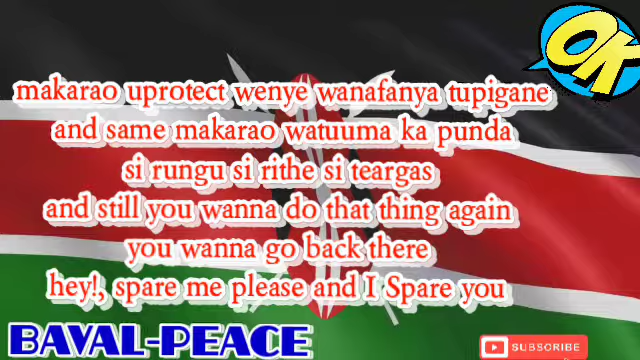 OK
makarao uprotect wenye wanafanya tupigane
and same makarao watuuma ka punda
si rungu si rithe si teargas
and still you wanna do that thing again
you wanna go back there
hey!, spare me please and I Spare you
BAVAL-PEACE
SUBSCRIBE